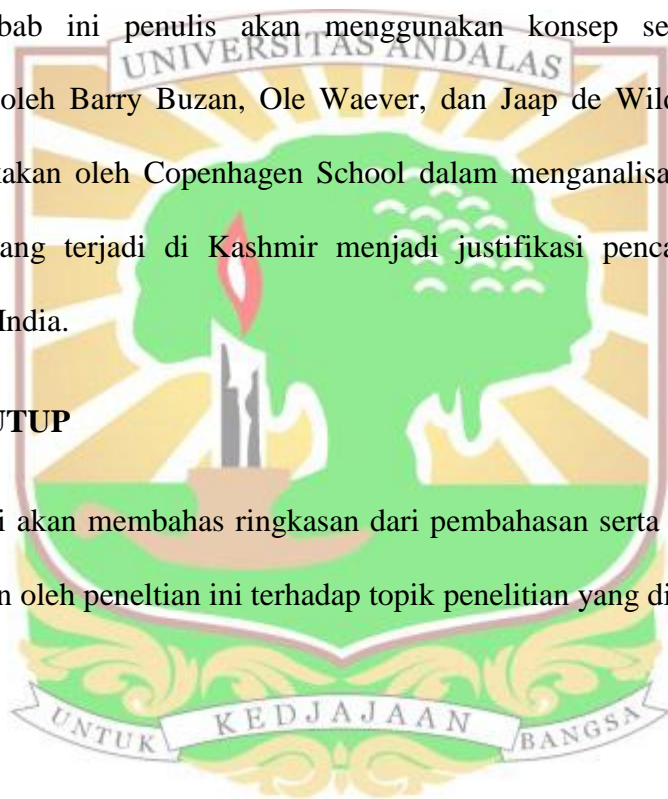 bab ini penulis akan menggunakan konsep se
UNIVERSITAS ANDALAS
oleh Barry Buzan, Ole Waever, dan Jaap de Wild
akan oleh Copenhagen School dalam menganalisa
ang terjadi di Kashmir menjadi justifikasi penca
India.
UTUP
i akan membahas ringkasan dari pembahasan serta
n oleh peneltian ini terhadap topik penelitian yang di
UNTUK KEDJAJAAN BANGSA